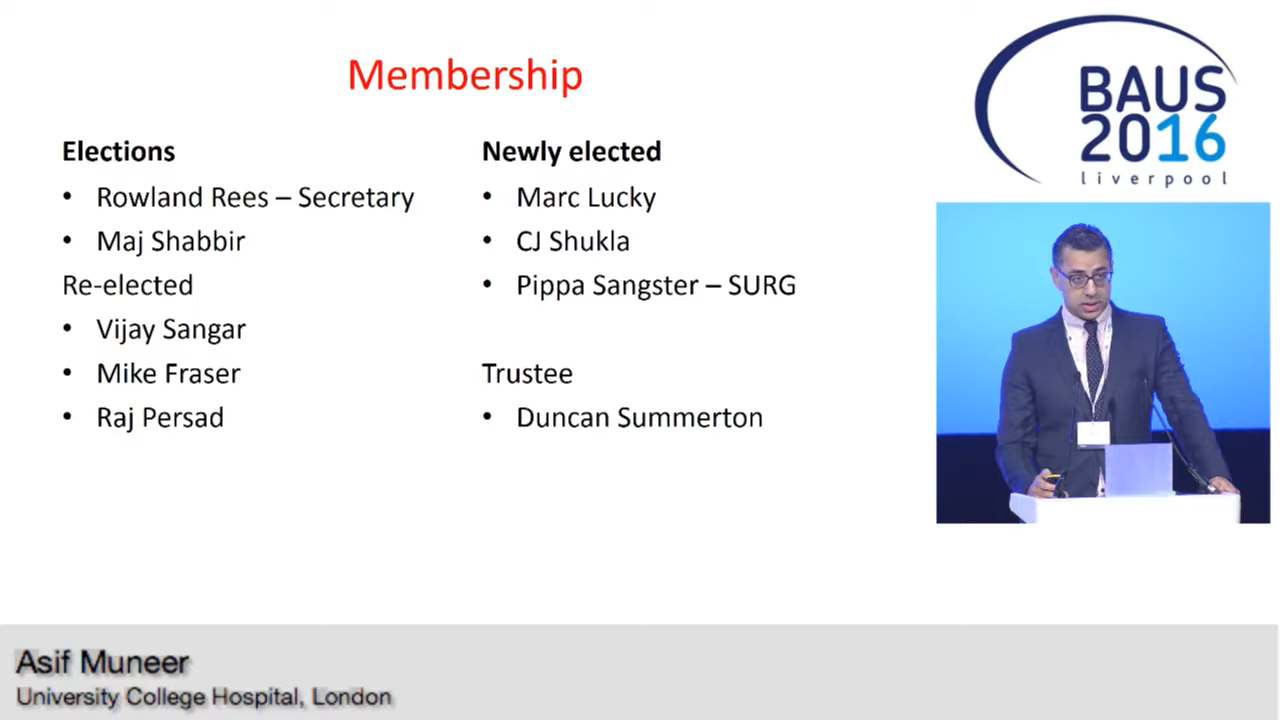 Membership
Elections
• Rowland Rees – Secretary
• Maj Shabbir
Re-elected
• Vijay Sangar
• Mike Fraser
• Raj Persad
Newly elected
• Marc Lucky
• CJ Shukla
• Pippa Sangster – SURG
Trustee
• Duncan Summerton
BAUS
2016
liverpool
Asif Muneer
University College Hospital, London